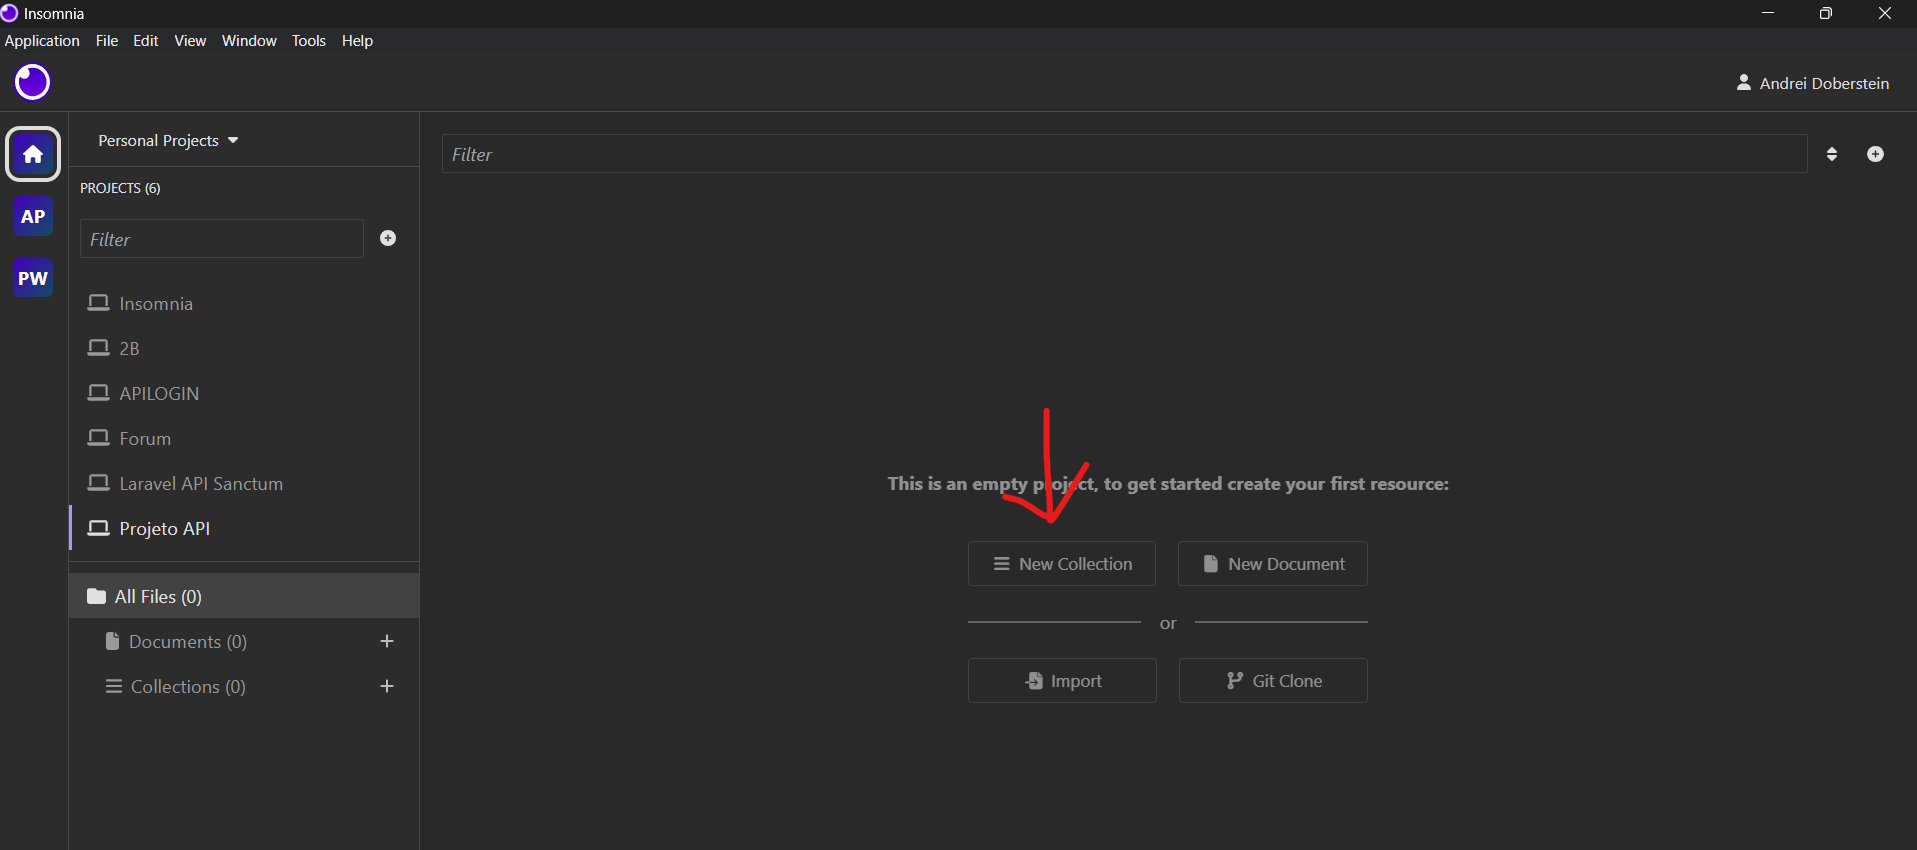 Insomnia
Application File Edit View Window Tools Help
Andrei Doberstein
Personal Projects
Filter
PROJECTS (6)
AP
Filter
PW
Insomnia
2B
APILOGIN
Forum
Laravel API Sanctum
This is an empty project, to get started create your first resource:
Projeto API
New Collection New Document
All Files (0)
or
Documents (0) +
Collections (0) +
Import Git Clone